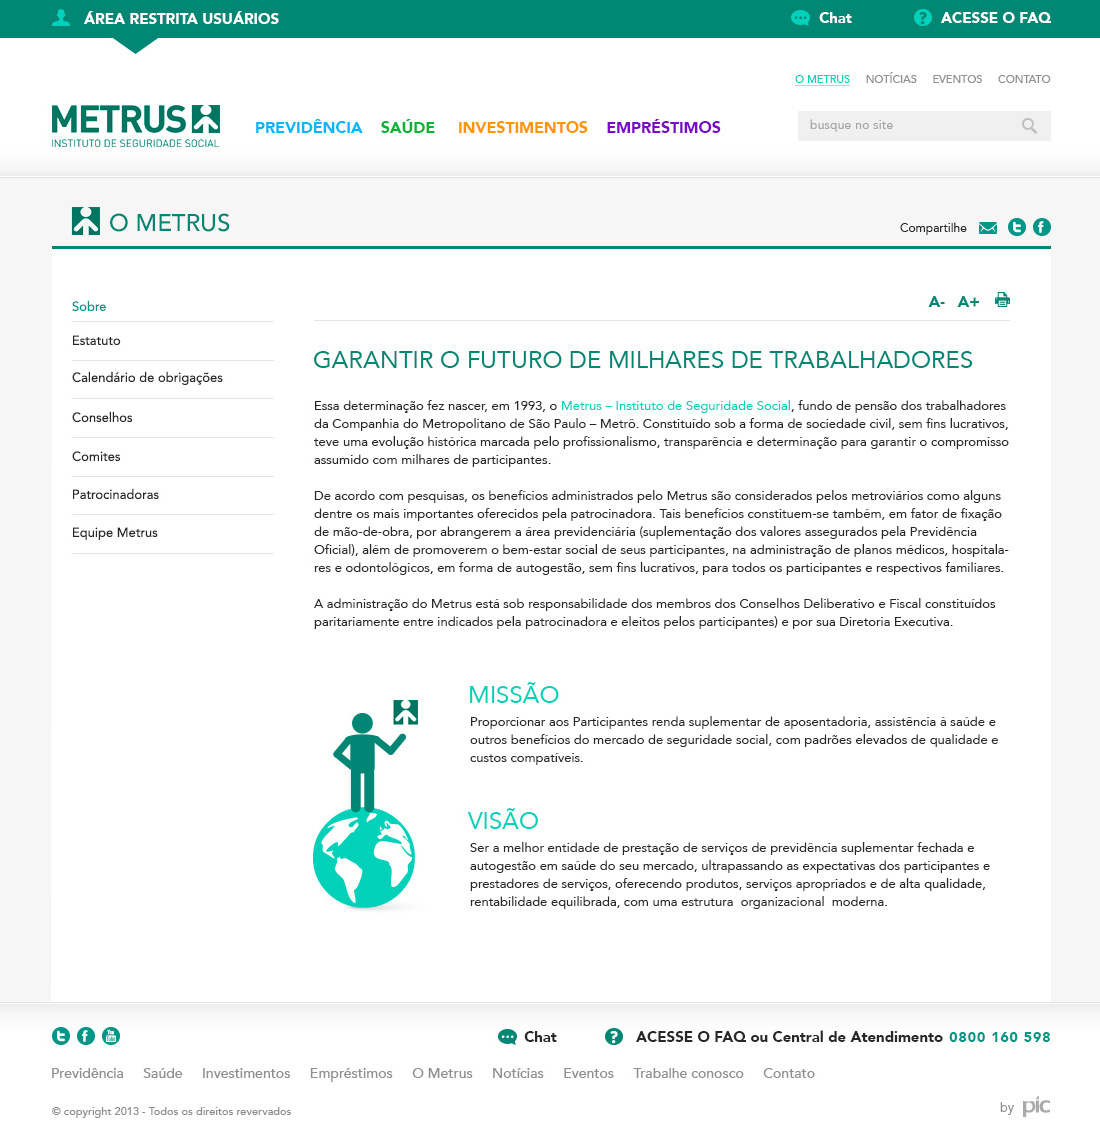 ÁREA RESTRITA USUÁRIOS
Chat
ACESSE O FAQ
O METRUS NOTÍCIAS EVENTOS CONTATO
METRUS
INSTITUTO DE SEGURIDADE SOCIAL
PREVIDÊNCIA SAÚDE INVESTIMENTOS EMPRÉSTIMOS
busque no site
O METRUS
Compartilhe
Sobre
Estatuto
Calendário de obrigações
Conselhos
Comites
Patrocinadoras
Equipe Metrus
A- A+
GARANTIR O FUTURO DE MILHARES DE TRABALHADORES
Essa determinação fez nascer, em 1993, o Metrus – Instituto de Seguridade Social, fundo de pensão dos trabalhadores
da Companhia do Metropolitano de São Paulo – Metrô. Constituído sob a forma de sociedade civil, sem fins lucrativos,
teve uma evolução histórica marcada pelo profissionalismo, transparência e determinação para garantir o compromisso
assumido com milhares de participantes.
De acordo com pesquisas, os benefícios administrados pelo Metrus são considerados pelos metroviários como alguns
dentre os mais importantes oferecidos pela patrocinadora. Tais benefícios constituem-se também, em fator de fixação
de mão-de-obra, por abrangerem a área previdenciária (suplementação dos valores assegurados pela Previdência
Oficial), além de promoverem o bem-estar social de seus participantes, na administração de planos médicos, hospitala-
res e odontológicos, em forma de autogestão, sem fins lucrativos, para todos os participantes e respectivos familiares.
A administração do Metrus está sob responsabilidade dos membros dos Conselhos Deliberativo e Fiscal constituídos
paritariamente entre indicados pela patrocinadora e eleitos pelos participantes) e por sua Diretoria Executiva.
MISSÃO
Proporcionar aos Participantes renda suplementar de aposentadoria, assistência à saúde e
outros benefícios do mercado de seguridade social, com padrões elevados de qualidade e
custos compatíveis.
VISÃO
Ser a melhor entidade de prestação de serviços de previdência suplementar fechada e
autogestão em saúde do seu mercado, ultrapassando as expectativas dos participantes e
prestadores de serviços, oferecendo produtos, serviços apropriados e de alta qualidade,
rentabilidade equilibrada, com uma estrutura organizacional moderna.
You Tube
Chat
ACESSE O FAQ ou Central de Atendimento 0800 160 598
Previdência Saúde Investimentos Empréstimos O Metrus Notícias Eventos Trabalhe conosco Contato
© copyright 2013 - Todos os direitos revervados
by pic